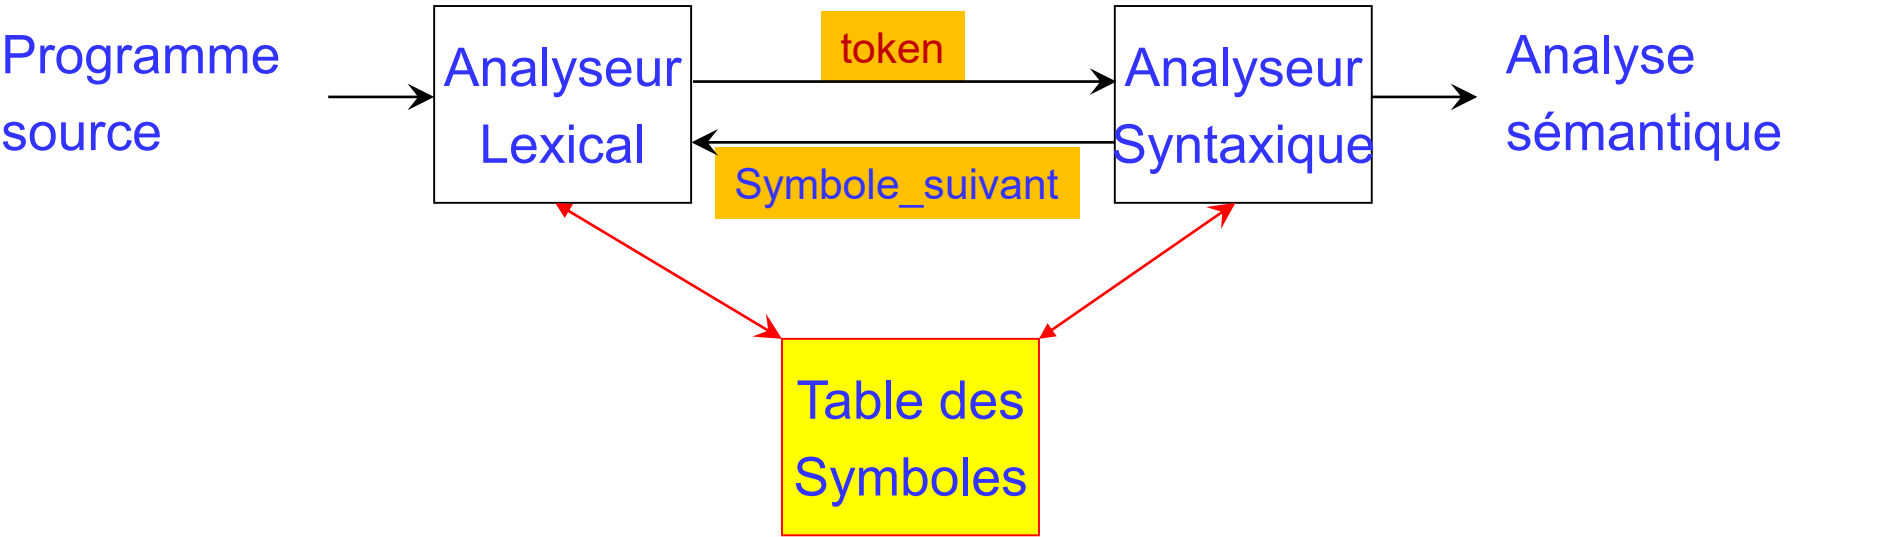 Programme
source
Analyseur
Lexical
token
Symbole_suivant
Analyseur
Syntaxique
Analyse
sémantique
Table des
Symboles